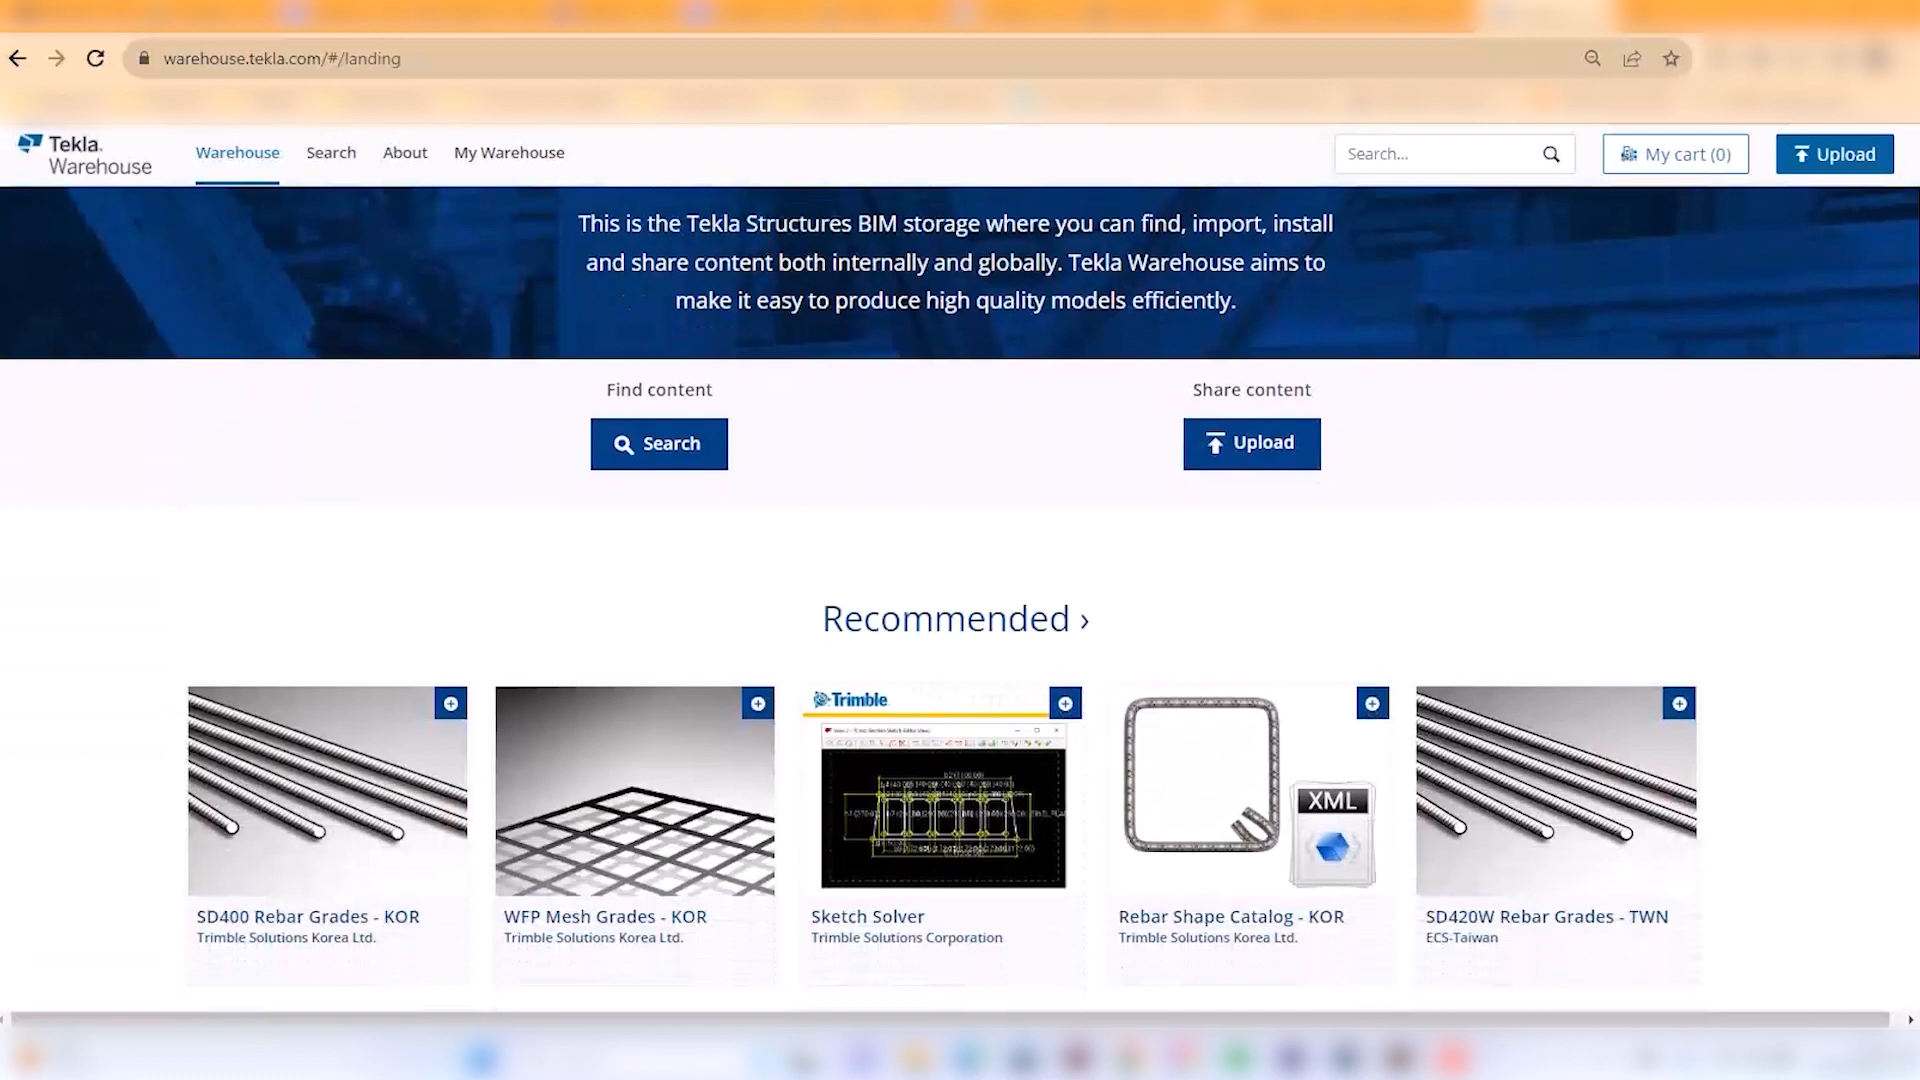 warehouse.tekla.com/#/landing
Tekla.
Warehouse
Warehouse
Search
About
My Warehouse
Search...
My cart (0)
Upload
This is the Tekla Structures BIM storage where you can find, import, install
and share content both internally and globally. Tekla Warehouse aims to
make it easy to produce high quality models efficiently.
Find content
Share content
Search
Upload
Recommended ›
Trimble
XML
SD400 Rebar Grades - KOR
Trimble Solutions Korea Ltd.
WFP Mesh Grades - KOR
Trimble Solutions Korea Ltd.
Sketch Solver
Trimble Solutions Corporation
Rebar Shape Catalog - KOR
Trimble Solutions Korea Ltd.
SD420W Rebar Grades - TWN
ECS-Taiwan